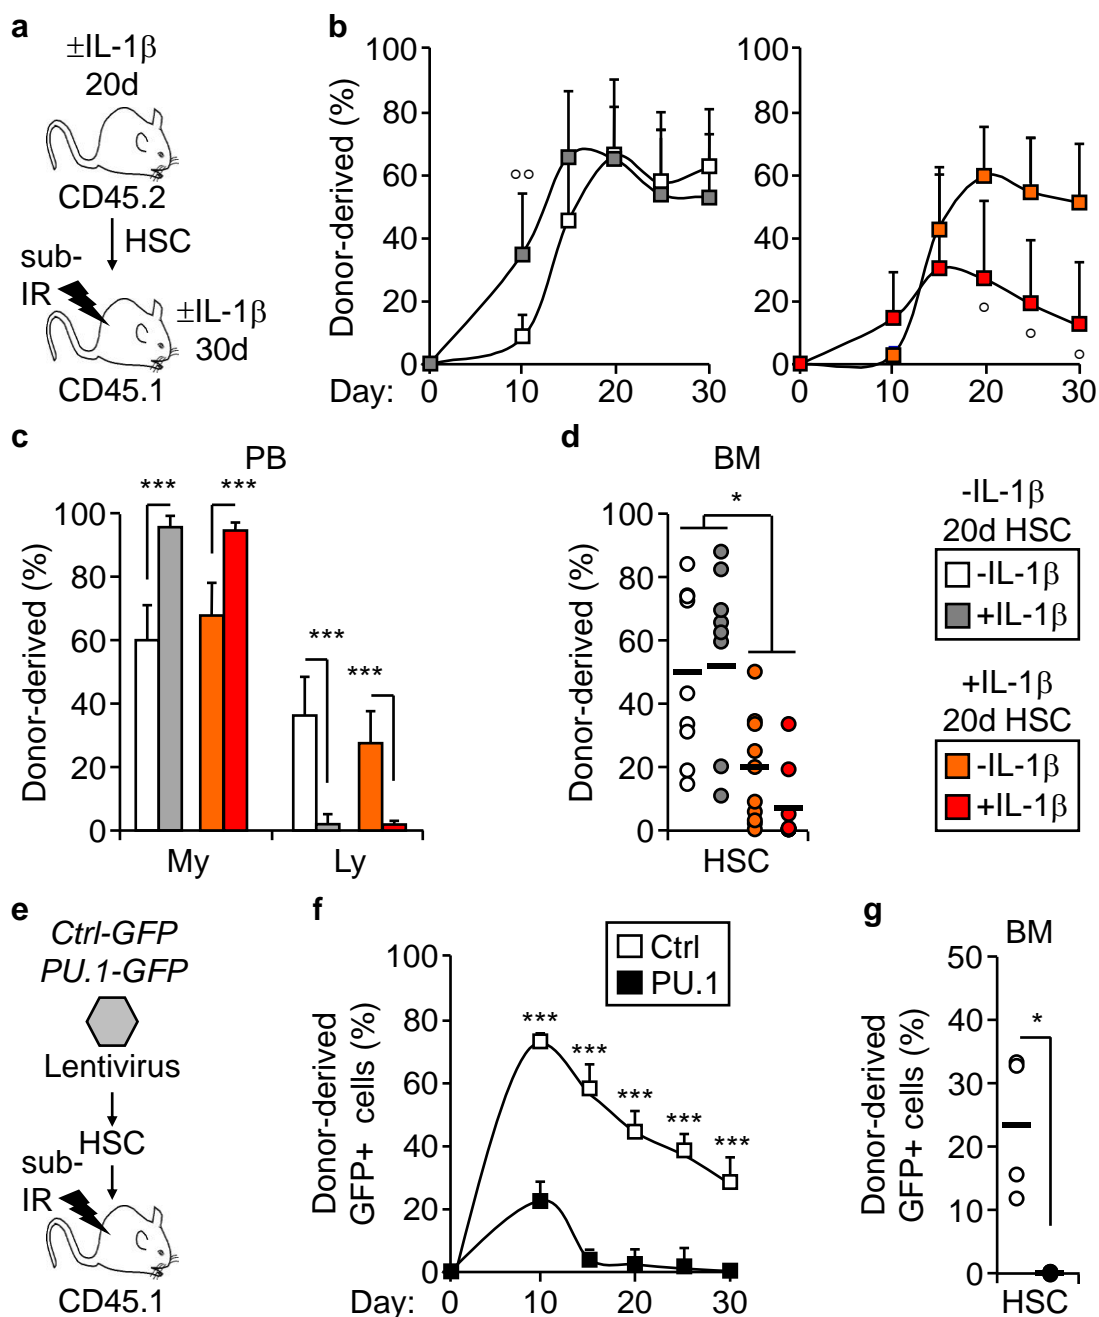 a
±IL-1β
20d
CD45.2
HSC
sub-
IR
±IL-1β
30d
CD45.1
b
Donor-derived (%)
100
80
60
40
20
0
°°
Day: 0 10 20 30
100
80
60
40
20
0
° ° °
0 10 20 30
c
PB
Donor-derived (%)
100
80
60
40
20
0
*** ***
*** ***
My Ly
d
BM
Donor-derived (%)
100
80
60
40
20
0
*
HSC
-IL-1β
20d HSC
-IL-1β
+IL-1β
+IL-1β
20d HSC
-IL-1β
+IL-1β
e
Ctrl-GFP
PU.1-GFP
Lentivirus
HSC
sub-
IR
CD45.1
f
Ctrl
PU.1
Donor-derived
GFP+ cells (%)
100
80
60
40
20
0
*** *** *** *** ***
Day: 0 10 20 30
g
BM
Donor-derived
GFP+ cells (%)
50
40
30
20
10
0
*
HSC